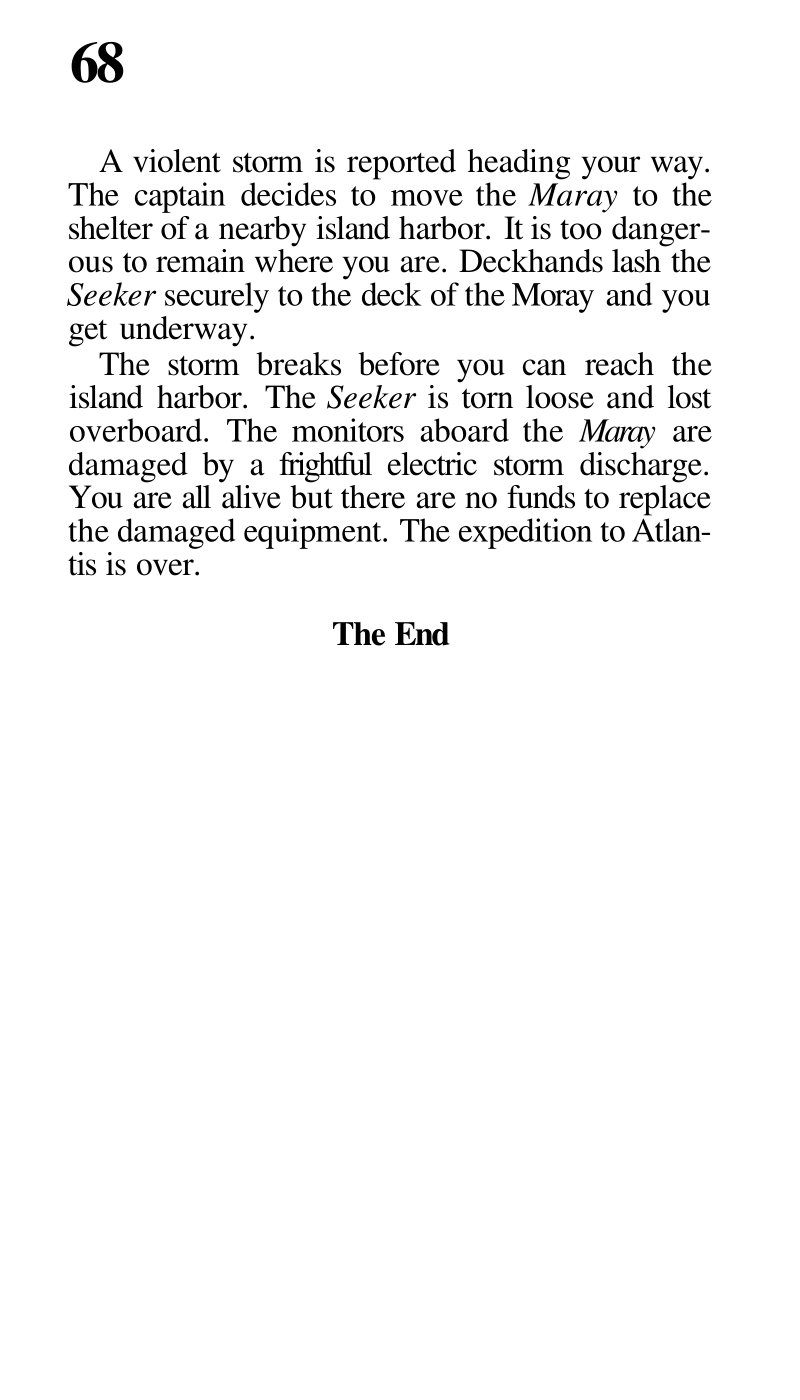 68
A violent storm is reported heading your way.
The captain decides to move the Maray to the
shelter of a nearby island harbor. It is too danger-
ous to remain where you are. Deckhands lash the
Seeker securely to the deck of the Moray and you
get underway.
The storm breaks before you can reach the
island harbor. The Seeker is torn loose and lost
overboard. The monitors aboard the Maray are
damaged by a frightful electric storm discharge.
You are all alive but there are no funds to replace
the damaged equipment. The expedition to Atlan-
tis is over.
The End